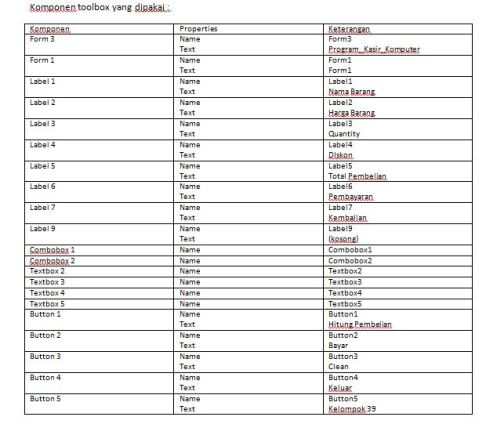 Komponen toolbox yang dipakai :
Komponen Properties Keterangan
Form 3 Name Form3
Text Program_Kasir_Komputer
Form 1 Name Form1
Text Form1
Label 1 Name Label1
Text Nama Barang
Label 2 Name Label2
Text Harga Barang
Label 3 Name Label3
Text Quantity
Label 4 Name Label4
Text Diskon
Label 5 Name Label5
Text Total Pembelian
Label 6 Name Label6
Text Pembayaran
Label 7 Name Label7
Text Kembalian
Label 9 Name Label9
Text (kosong)
Combobox 1 Name Combobox1
Combobox 2 Name Combobox2
Textbox 2 Name Textbox2
Textbox 3 Name Textbox3
Textbox 4 Name Textbox4
Textbox 5 Name Textbox5
Button 1 Name Button1
Text Hitung Pembelian
Button 2 Name Button2
Text Bayar
Button 3 Name Button3
Text Clean
Button 4 Name Button4
Text Keluar
Button 5 Name Button5
Text Kelompok 39